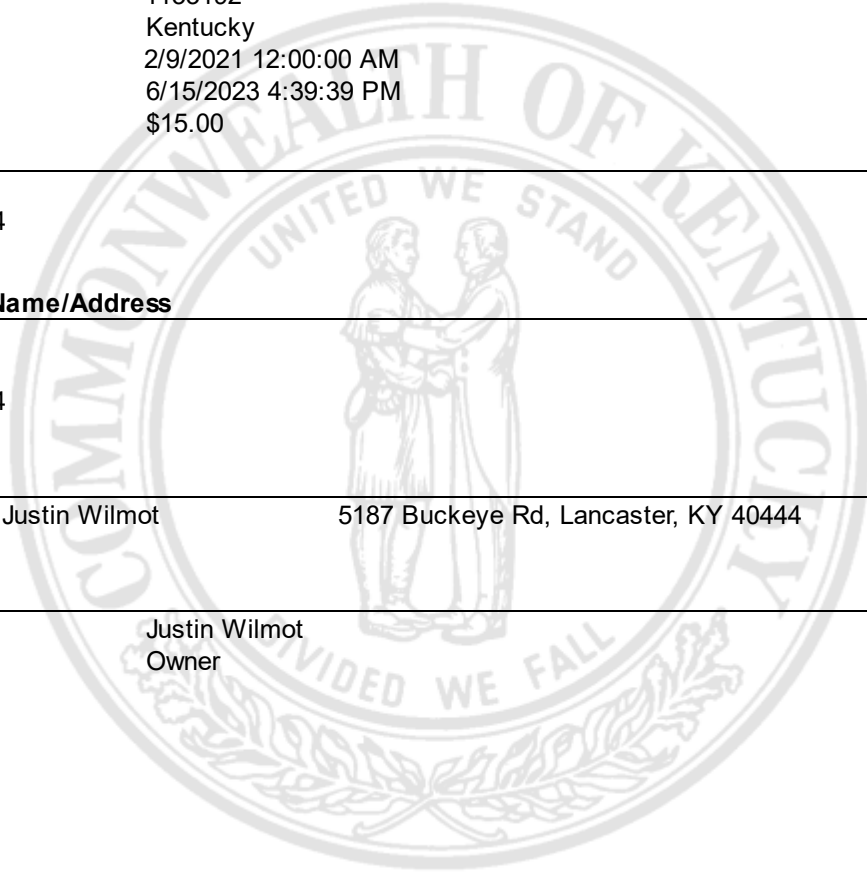 Kentucky
2/9/2021 12:00:00 AM
6/15/2023 4:39:39 PM
$15.00
4
Name/Address
4
Justin Wilmot 5187 Buckeye Rd, Lancaster, KY 40444
Justin Wilmot
Owner
COMMONWEALTH OF KENTUCKY
UNITED WE STAND
DIVIDED WE FALL